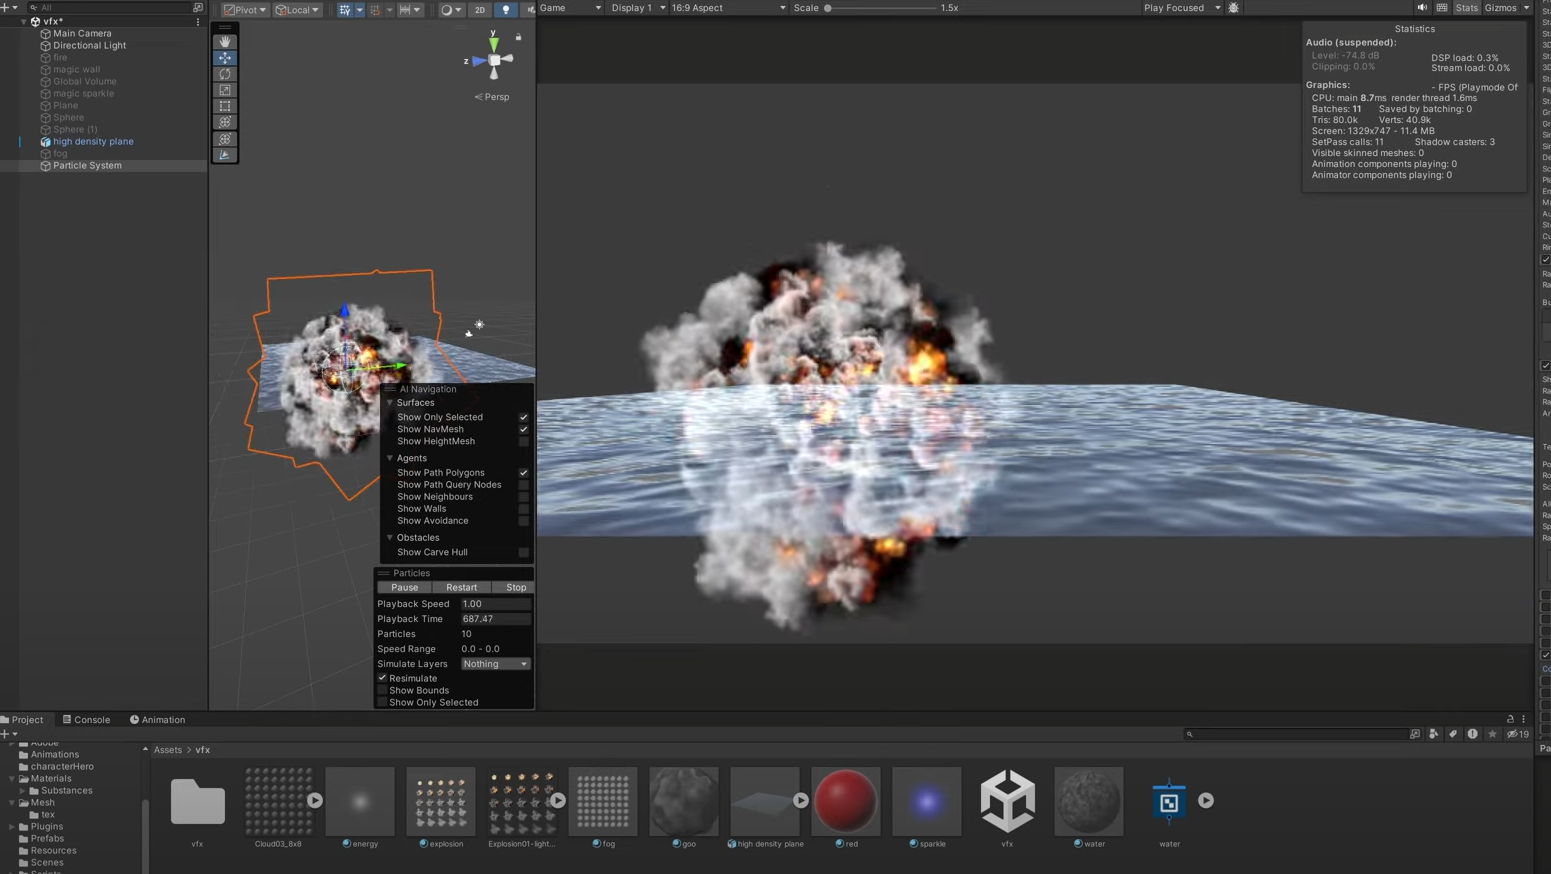 All
Pivot
Local
2D
Game
Display 1
16:9 Aspect
Scale
1.5x
Play Focused
Stats
Gizmos
vfx*
Main Camera
Directional Light
fire
magic wall
Global Volume
magic sparkle
Plane
Sphere
Sphere (1)
high density plane
fog
Particle System
y
z
Persp
Statistics
Audio (suspended):
Level: -74.8 dB
DSP load: 0.3%
Clipping: 0.0%
Stream load: 0.0%
Graphics:
- FPS (Playmode Of
CPU: main 8.7ms render thread 1.6ms
Batches: 11 Saved by batching: 0
Tris: 80.0k Verts: 40.9k
Screen: 1329x747 - 11.4 MB
SetPass calls: 11 Shadow casters: 3
Visible skinned meshes: 0
Animation components playing: 0
Animator components playing: 0
AI Navigation
Surfaces
Show Only Selected
Show NavMesh
Show HeightMesh
Agents
Show Path Polygons
Show Path Query Nodes
Show Neighbours
Show Walls
Show Avoidance
Obstacles
Show Carve Hull
Particles
Pause
Restart
Stop
Playback Speed 1.00
Playback Time 687.47
Particles 10
Speed Range 0.0 - 0.0
Simulate Layers Nothing
Resimulate
Show Bounds
Show Only Selected
Project
Console
Animation
19
Adobe
Animations
characterHero
Materials
Substances
Mesh
tex
Plugins
Prefabs
Resources
Scenes
Assets > vfx
vfx
Cloud03_8x8
energy
explosion
Explosion01-light...
fog
goo
high density plane
red
sparkle
vfx
water
water